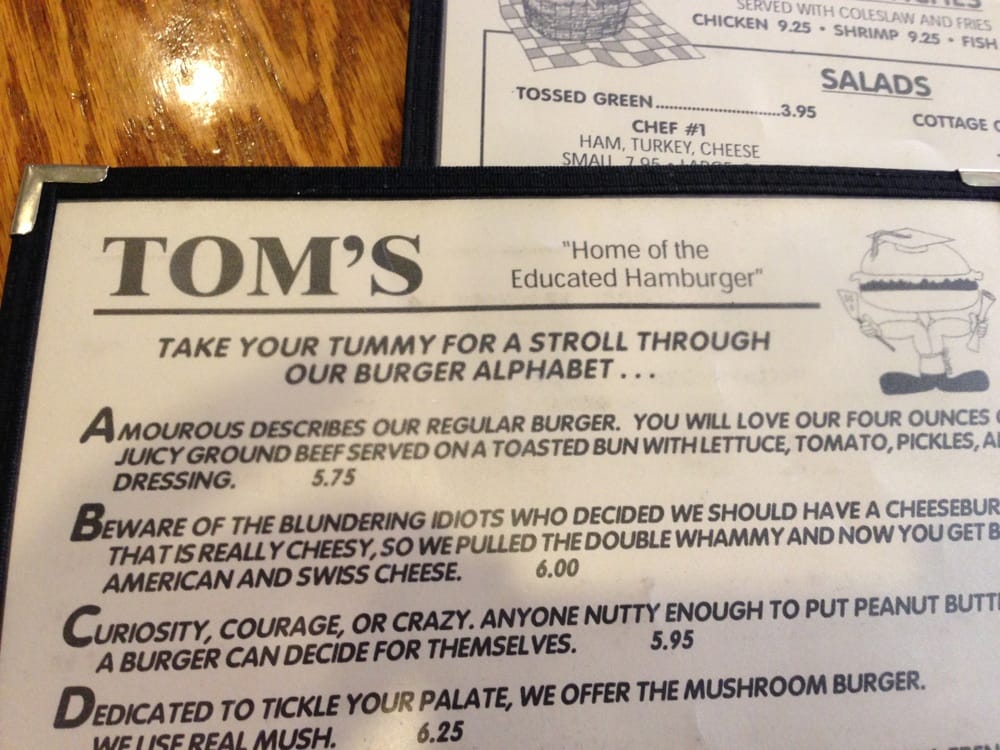 SERVED WITH COLESLAW AND FRIES
CHICKEN 9.25 • SHRIMP 9.25 • FISH
SALADS
TOSSED GREEN..............................3.95
COTTAGE
CHEF #1
HAM, TURKEY, CHEESE
SMALL 7.95 •
TOM'S
"Home of the
Educated Hamburger"
TAKE YOUR TUMMY FOR A STROLL THROUGH
OUR BURGER ALPHABET . . .
AMOUROUS DESCRIBES OUR REGULAR BURGER. YOU WILL LOVE OUR FOUR OUNCES
JUICY GROUND BEEF SERVED ON A TOASTED BUN WITH LETTUCE, TOMATO, PICKLES,
DRESSING. 5.75
BEWARE OF THE BLUNDERING IDIOTS WHO DECIDED WE SHOULD HAVE A CHEESEBUR
THAT IS REALLY CHEESY, SO WE PULLED THE DOUBLE WHAMMY AND NOW YOU GET B
AMERICAN AND SWISS CHEESE. 6.00
CURIOSITY, COURAGE, OR CRAZY. ANYONE NUTTY ENOUGH TO PUT PEANUT BUTT
A BURGER CAN DECIDE FOR THEMSELVES. 5.95
DEDICATED TO TICKLE YOUR PALATE, WE OFFER THE MUSHROOM BURGER.
WE USE REAL MUSH. 6.25